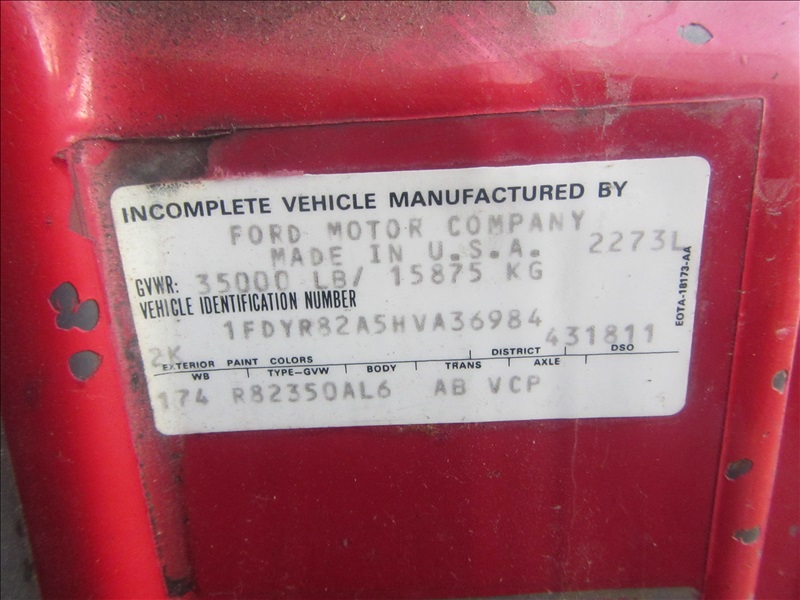 INCOMPLETE VEHICLE MANUFACTURED BY
FORD MOTOR COMPANY
MADE IN U.S.A. 2273L
GVWR: 35000 LB/ 15875 KG
VEHICLE IDENTIFICATION NUMBER
1FDYR82A5HVA36984
2K 431811
EXTERIOR PAINT COLORS DISTRICT DSO
WB TYPE-GVW BODY TRANS AXLE
174 R82350AL6 AB VCP
EOTA-18173-AA